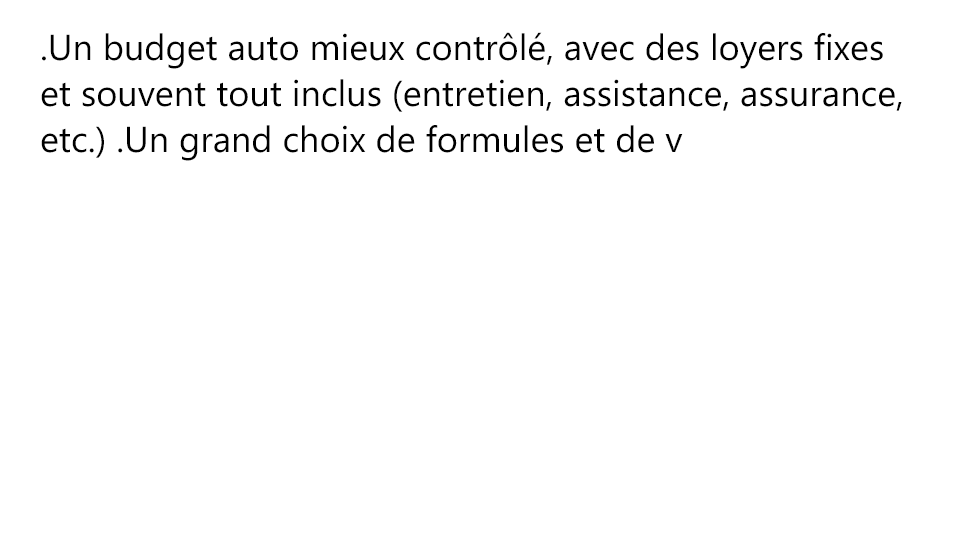 .Un budget auto mieux contrôlé, avec des loyers fixes
et souvent tout inclus (entretien, assistance, assurance,
etc.) .Un grand choix de formules et de v